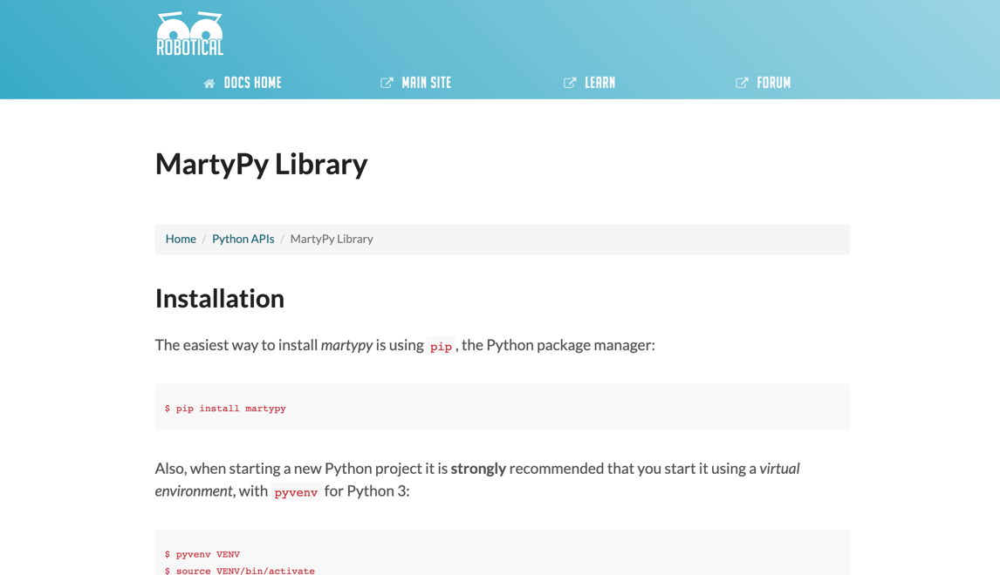 ROBOTICAL
DOCS HOME
MAIN SITE
LEARN
FORUM
MartyPy Library
Home / Python APIs / MartyPy Library
Installation
The easiest way to install martypy is using pip, the Python package manager:
$ pip install martypy
Also, when starting a new Python project it is strongly recommended that you start it using a virtual
environment, with pyvenv for Python 3:
$ pyvenv VENV
$ source VENV/bin/activate